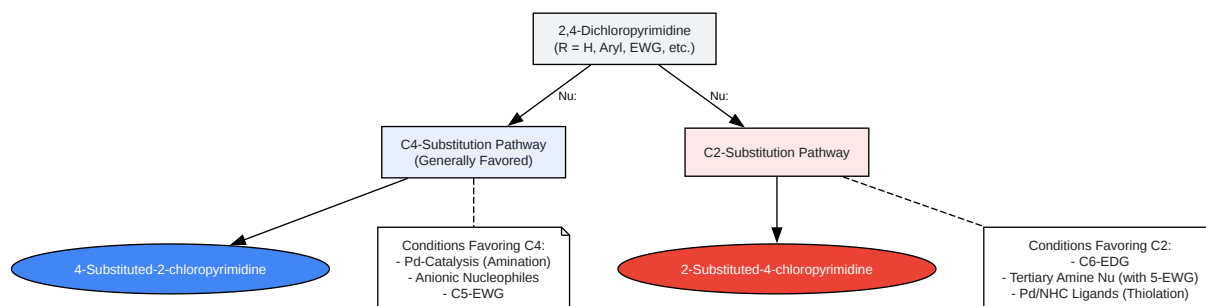 2,4-Dichloropyrimidine
(R = H, Aryl, EWG, etc.)
Nu:
Nu:
C4-Substitution Pathway
(Generally Favored)
C2-Substitution Pathway
4-Substituted-2-chloropyrimidine
Conditions Favoring C4:
- Pd-Catalysis (Amination)
- Anionic Nucleophiles
- C5-EWG
2-Substituted-4-chloropyrimidine
Conditions Favoring C2:
- C6-EDG
- Tertiary Amine Nu (with 5-EWG)
- Pd/NHC Ligands (Thiolation)